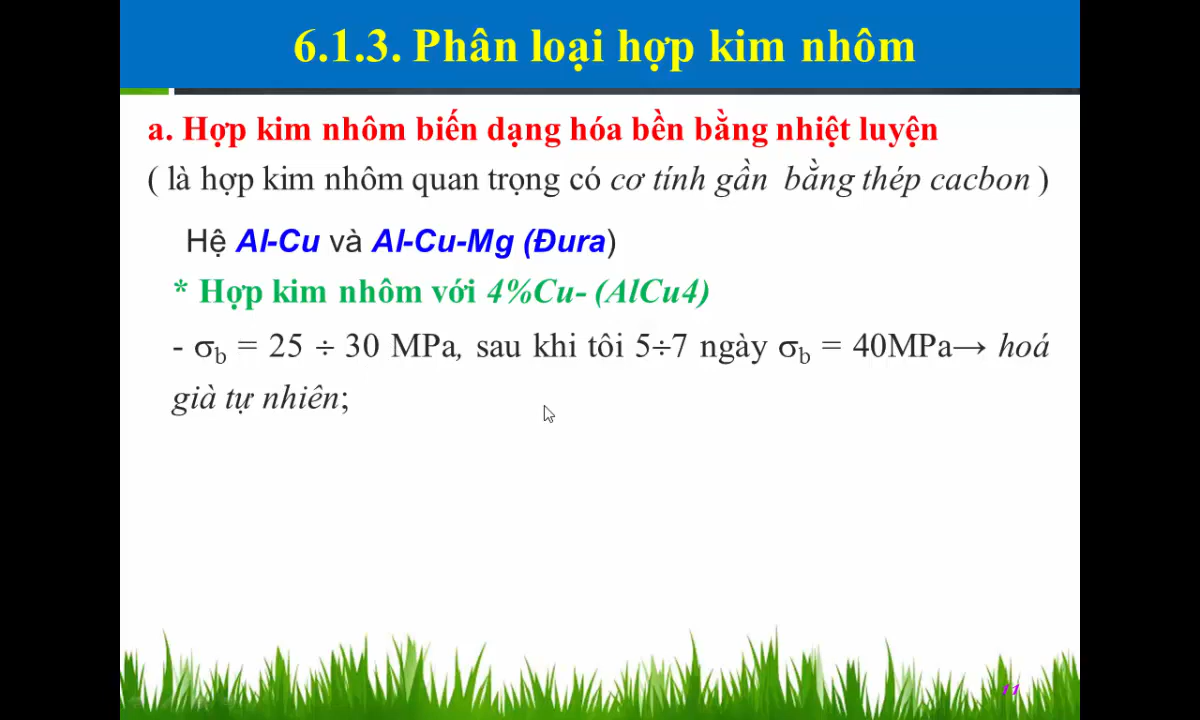 6.1.3. Phân loại hợp kim nhôm
a. Hợp kim nhôm biến dạng hóa bền bằng nhiệt luyện
( là hợp kim nhôm quan trọng có cơ tính gần bằng thép cacbon )
Hệ Al-Cu và Al-Cu-Mg (Đura)
* Hợp kim nhôm với 4%Cu- (AlCu4)
- σb = 25 ÷ 30 MPa, sau khi tôi 5÷7 ngày σb = 40MPa→ hoá
già tự nhiên;
11